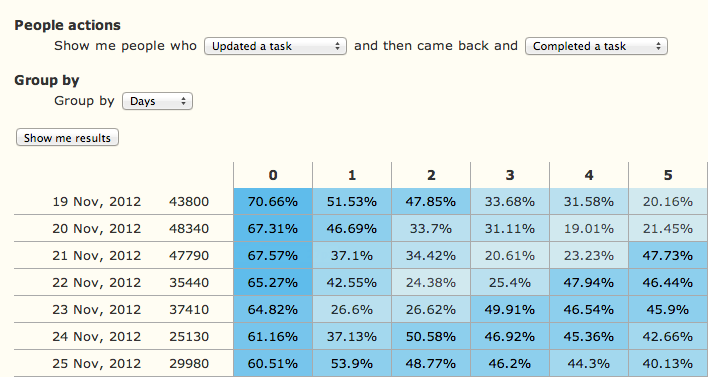 People actions
Show me people who Updated a task and then came back and Completed a task
Group by
Group by Days
Show me results
0 1 2 3 4 5
19 Nov, 2012 43800 70.66% 51.53% 47.85% 33.68% 31.58% 20.16%
20 Nov, 2012 48340 67.31% 46.69% 33.7% 31.11% 19.01% 21.45%
21 Nov, 2012 47790 67.57% 37.1% 34.42% 20.61% 23.23% 47.73%
22 Nov, 2012 35440 65.27% 42.55% 24.38% 25.4% 47.94% 46.44%
23 Nov, 2012 37410 64.82% 26.6% 26.62% 49.91% 46.54% 45.9%
24 Nov, 2012 25130 61.16% 37.13% 50.58% 46.92% 45.36% 42.66%
25 Nov, 2012 29980 60.51% 53.9% 48.77% 46.2% 44.3% 40.13%